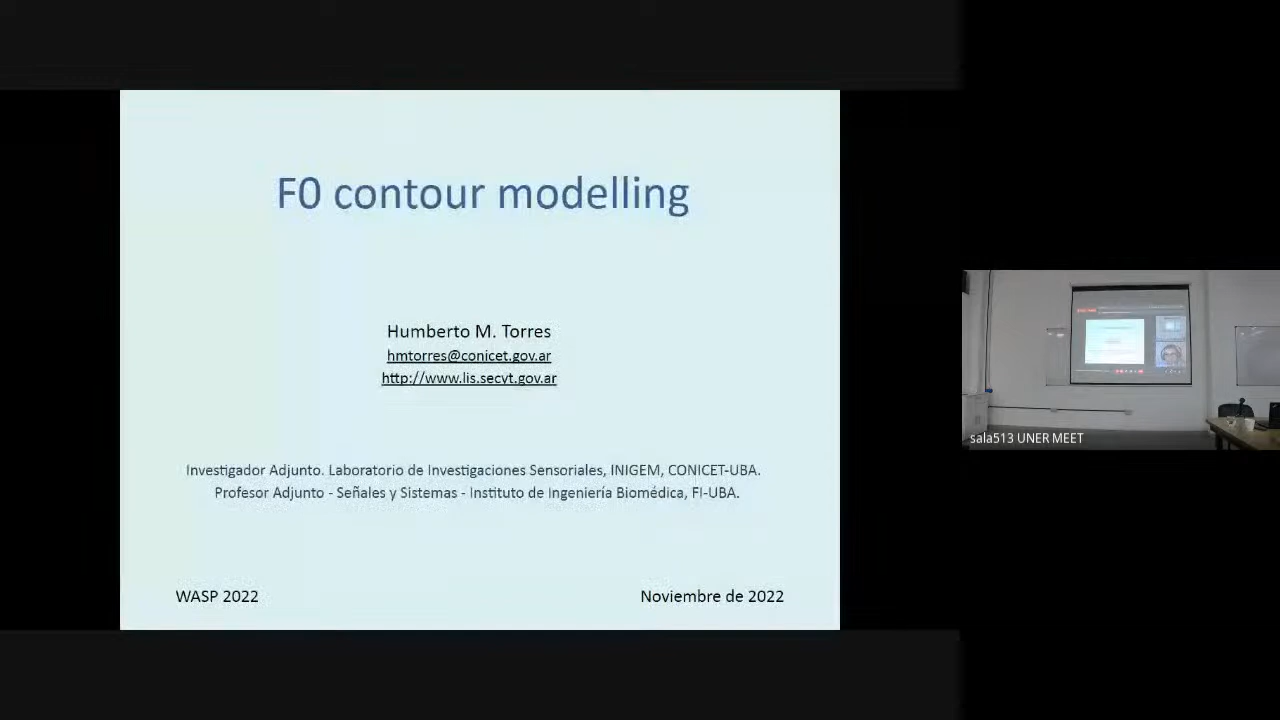 F0 contour modelling
Humberto M. Torres
hmtorres@conicet.gov.ar
http://www.lis.secyt.gov.ar
Investigador Adjunto. Laboratorio de Investigaciones Sensoriales, INIGEM, CONICET-UBA.
Profesor Adjunto - Señales y Sistemas - Instituto de Ingeniería Biomédica, FI-UBA.
WASP 2022
Noviembre de 2022
sala513 UNER MEET